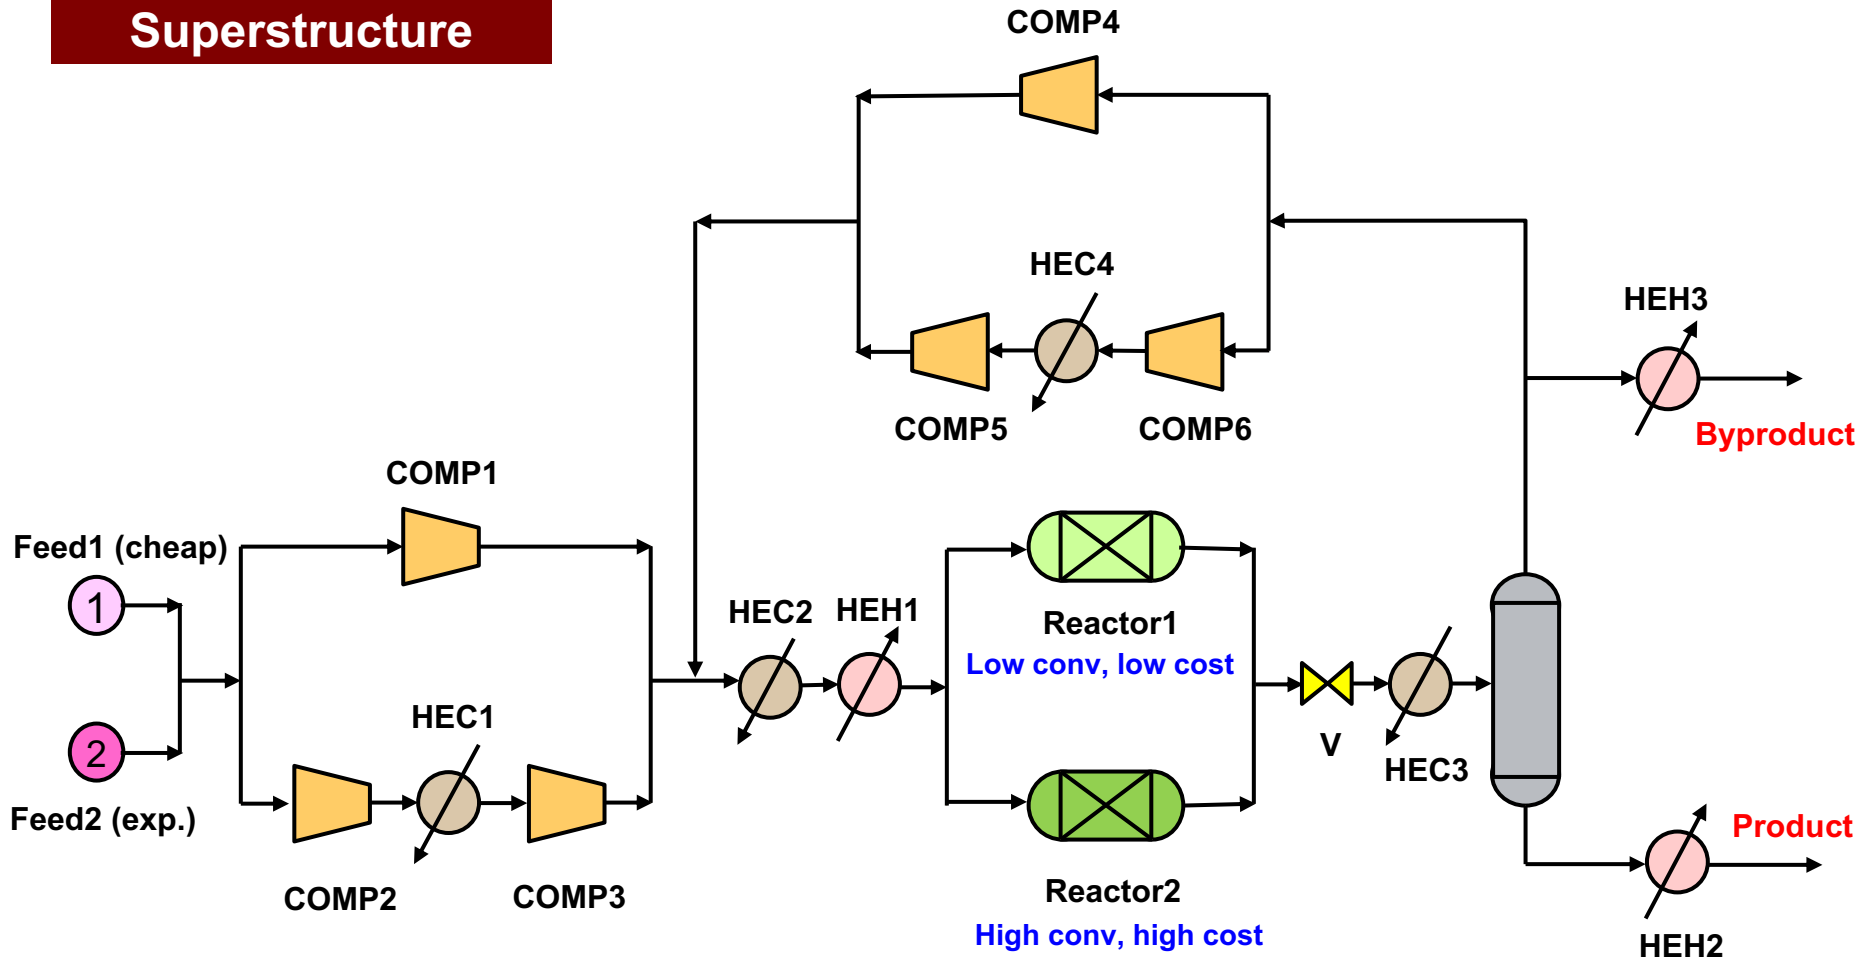 Superstructure
COMP4
HEC4
HEH3
COMP5
COMP6
Byproduct
COMP1
Feed1 (cheap)
1
HEC2
HEH1
Reactor1
Low conv, low cost
HEC1
2
V
HEC3
Feed2 (exp.)
Product
COMP2
COMP3
Reactor2
High conv, high cost
HEH2